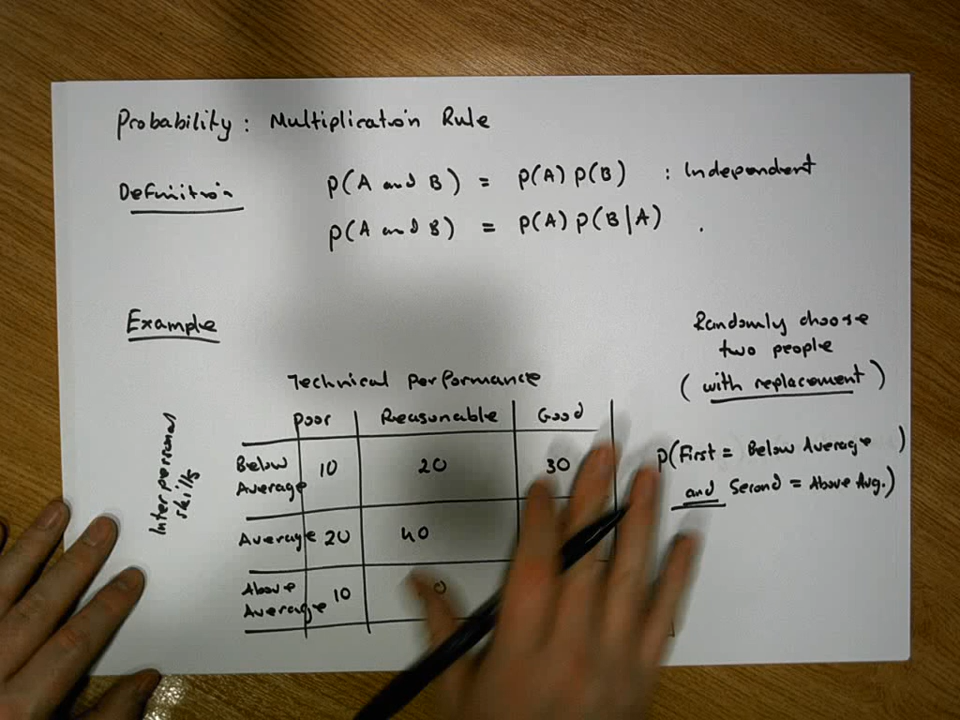 Probability: Multiplication Rule
Definition
P(A and B) = P(A) P(B) : Independent
P(A and B) = P(A) P(B|A) .
Example
Randomly choose
two people
(with replacement)
Technical performance
Poor Reasonable Good
Interpersonal
skills
Below
Average 10 20 30
Average 20 40
Above
Average 10
P(First = Below Average )
and Second = Above Avg.)